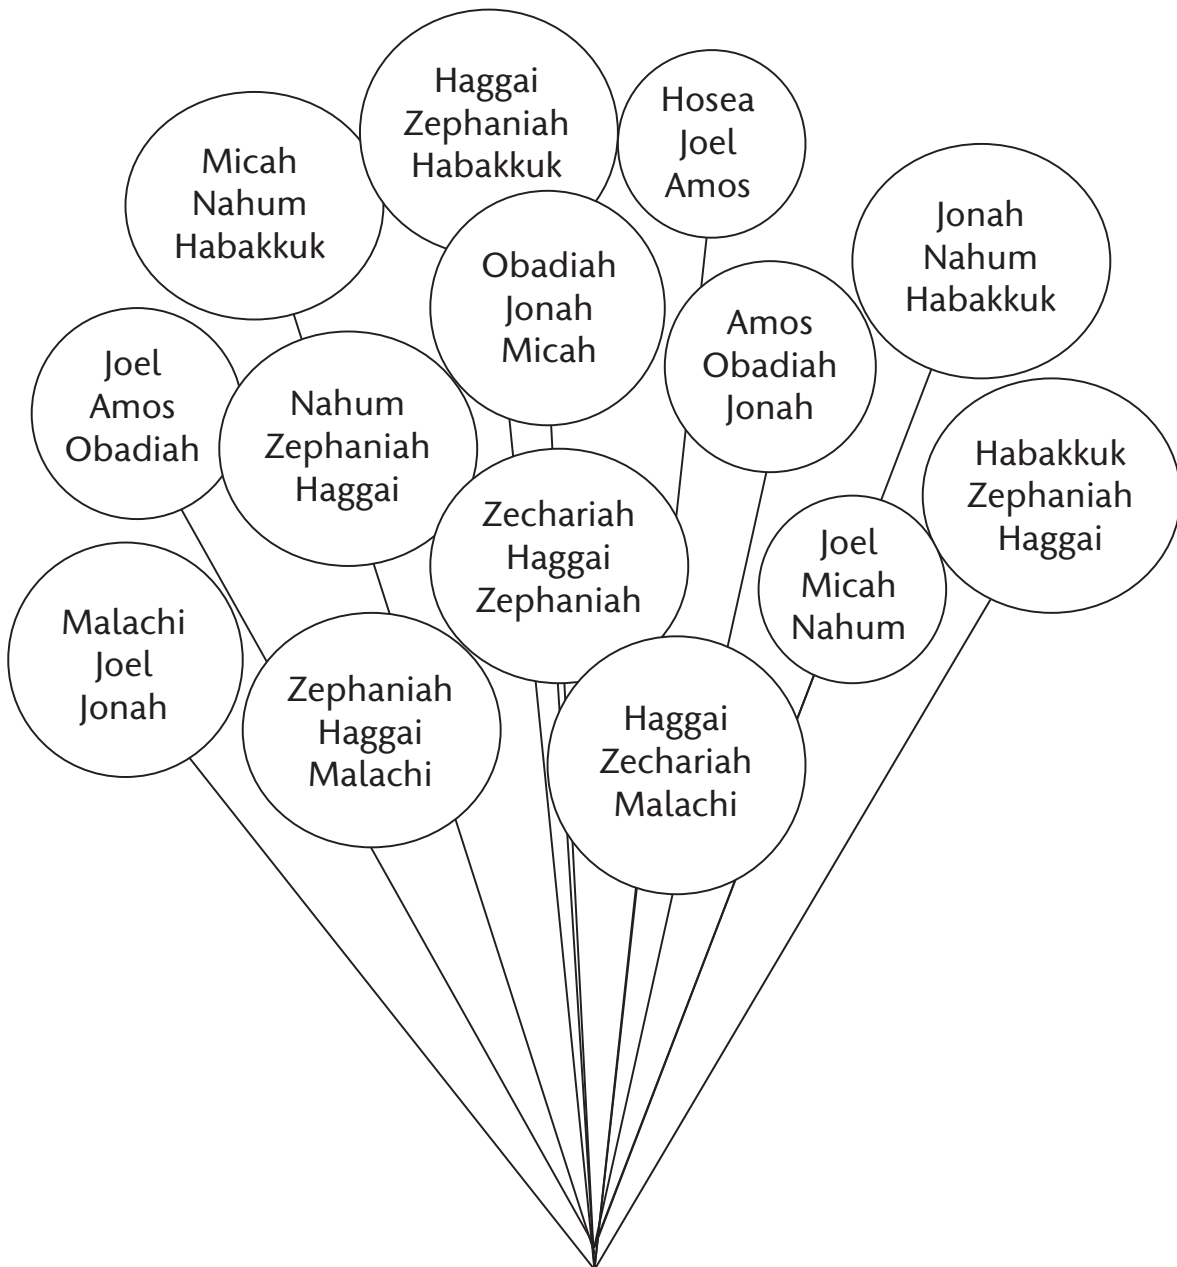 Haggai
Zephaniah
Habakkuk
Hosea
Joel
Amos
Micah
Nahum
Habakkuk
Jonah
Nahum
Habakkuk
Obadiah
Jonah
Micah
Amos
Obadiah
Jonah
Joel
Amos
Obadiah
Nahum
Zephaniah
Haggai
Habakkuk
Zephaniah
Haggai
Zechariah
Haggai
Zephaniah
Joel
Micah
Nahum
Malachi
Joel
Jonah
Zephaniah
Haggai
Malachi
Haggai
Zechariah
Malachi